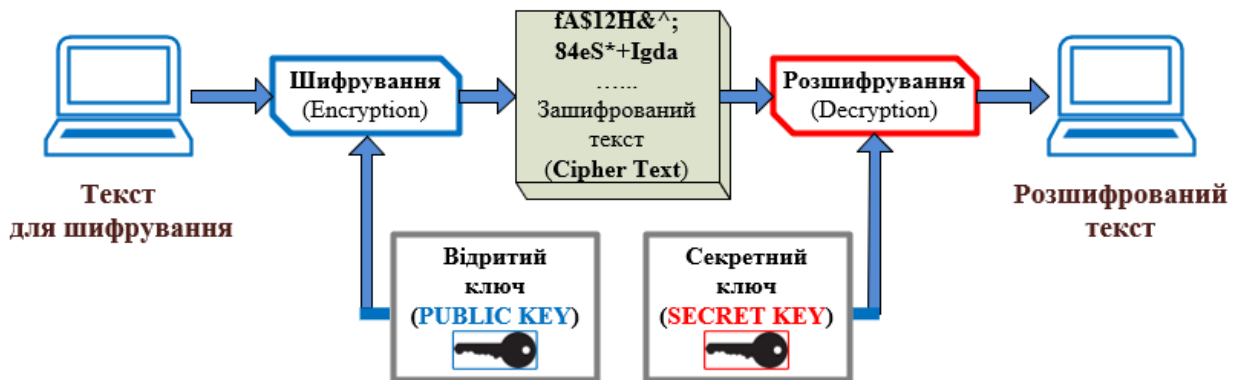 Текст
для шифрування
Шифрування
(Encryption)
fA$12H&^;
84eS*+Igda
…...
Зашифрований
текст
(Cipher Text)
Розшифрування
(Decryption)
Розшифрований
текст
Відритий
ключ
(PUBLIC KEY)
Секретний
ключ
(SECRET KEY)